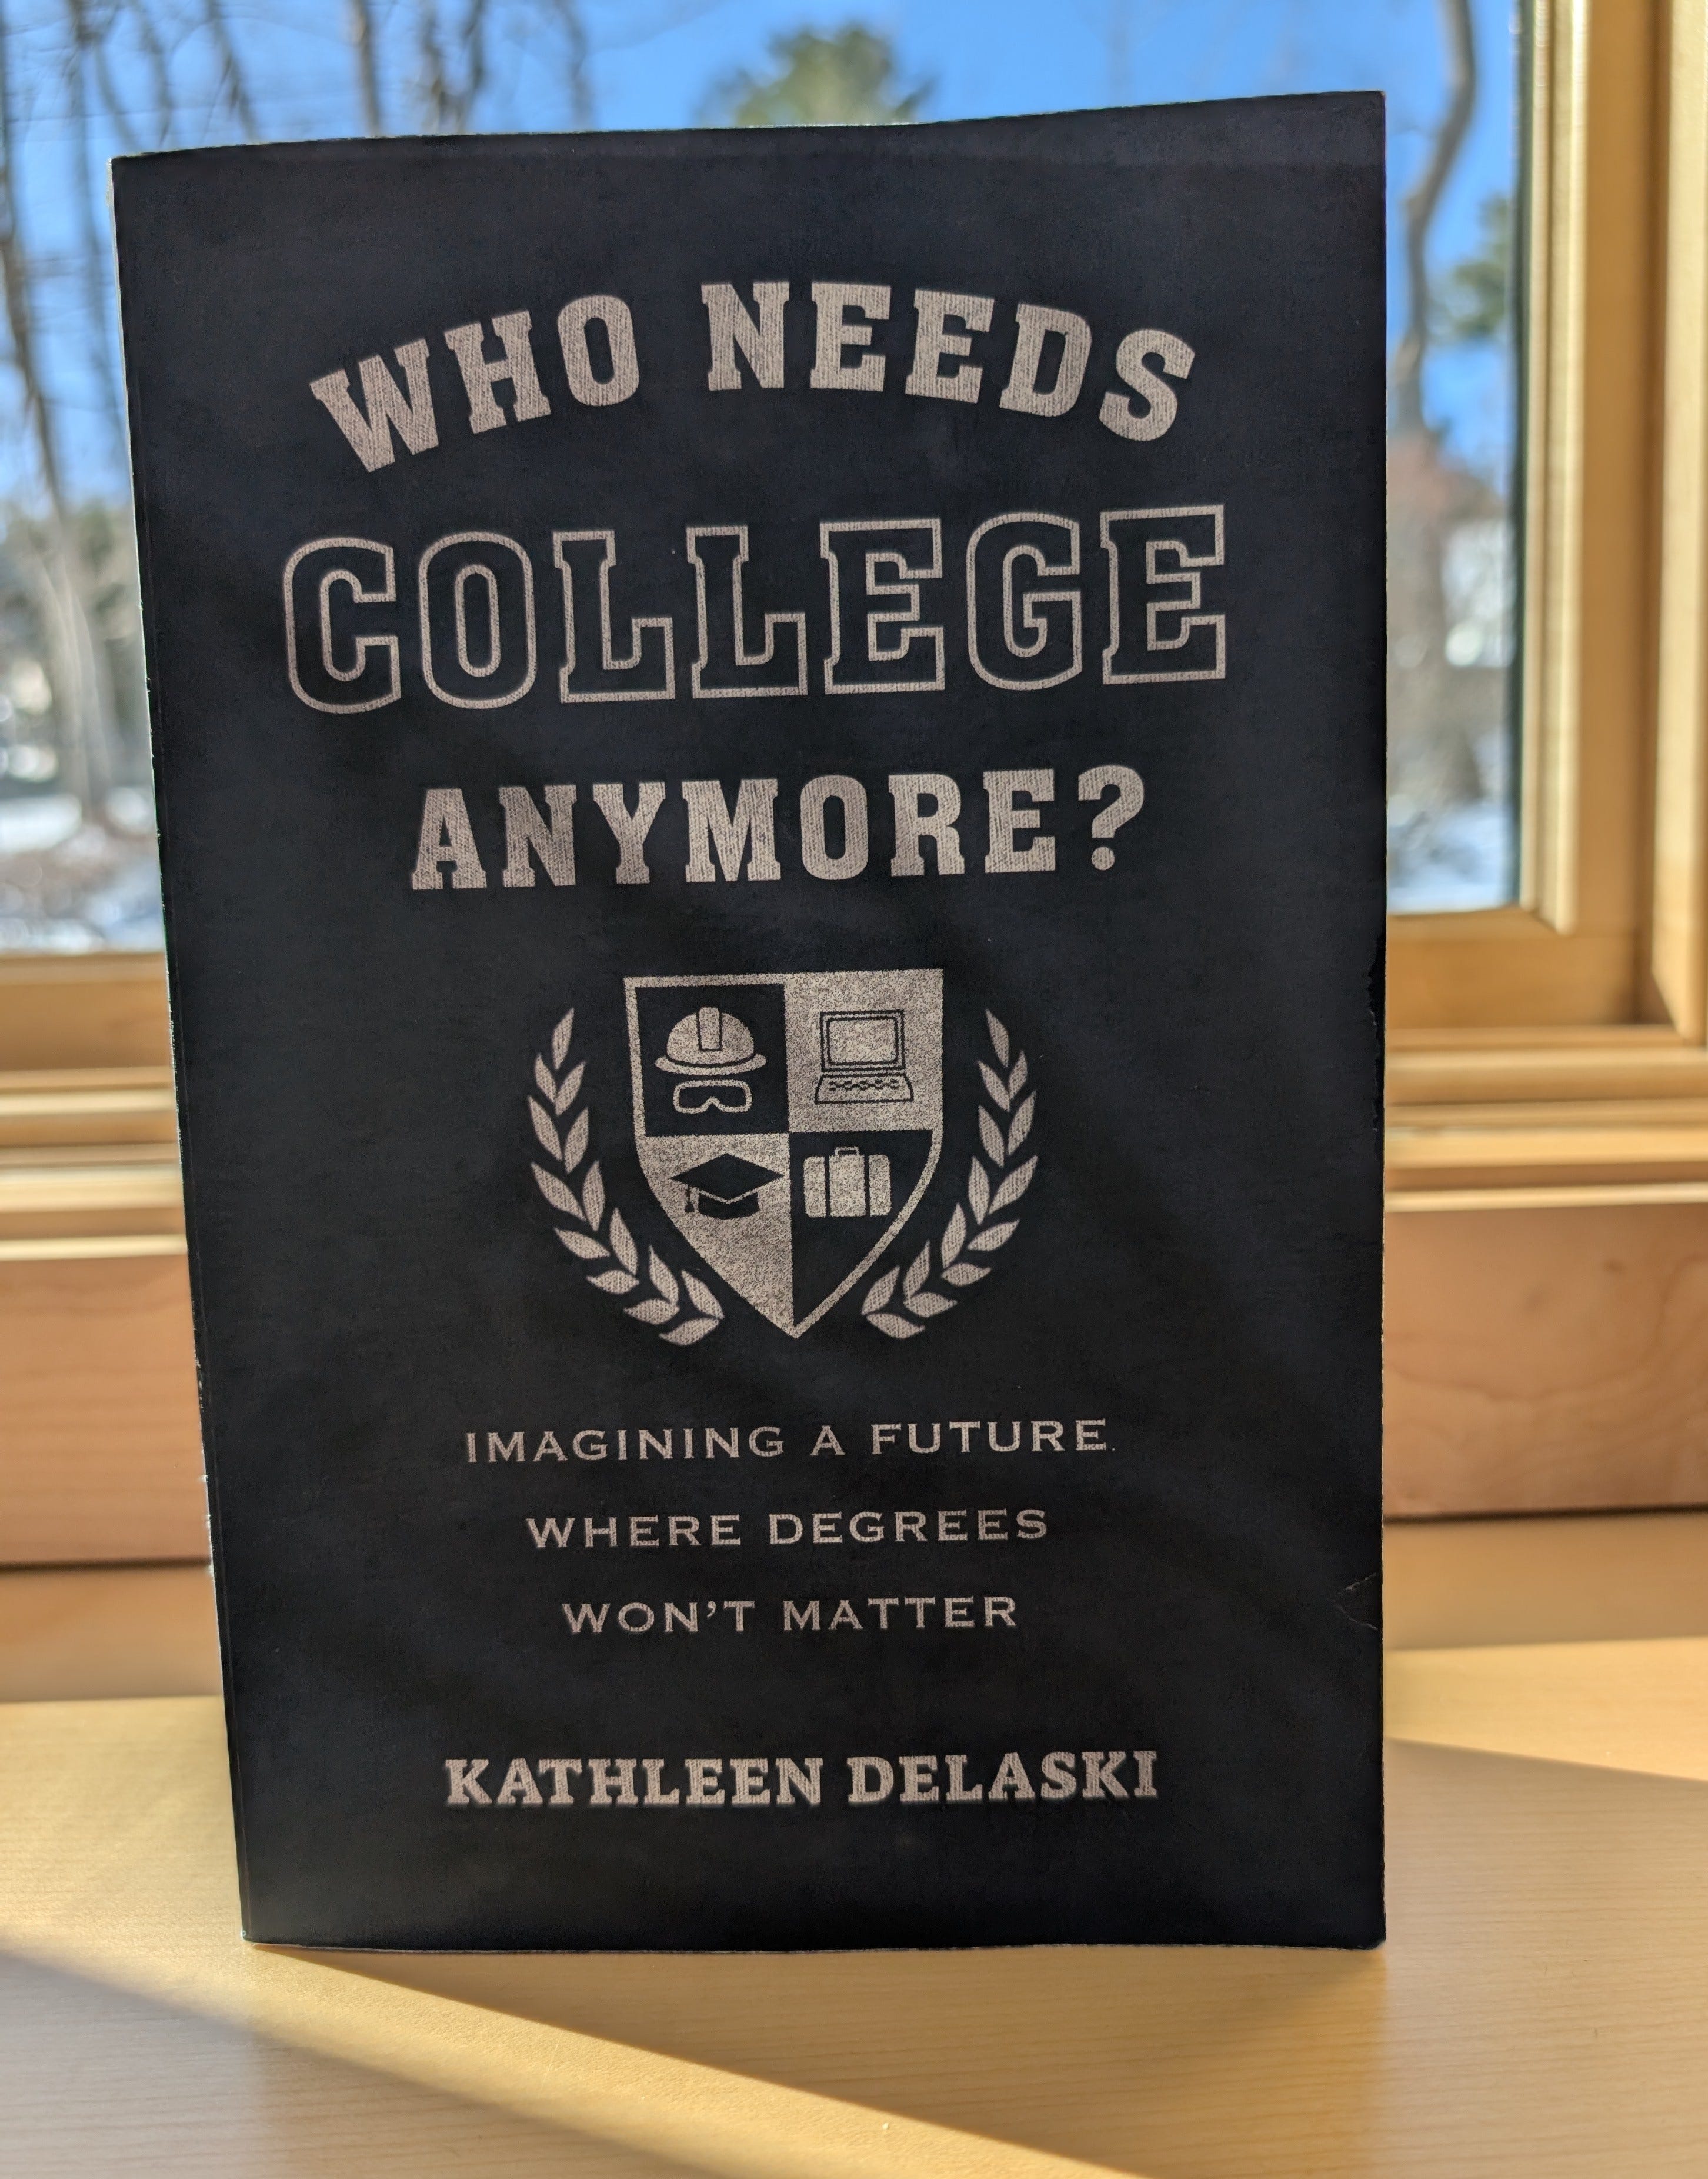 WHO NEEDS
COLLEGE
ANYMORE?
IMAGINING A FUTURE
WHERE DEGREES
WON'T MATTER
KATHLEEN DELASKI